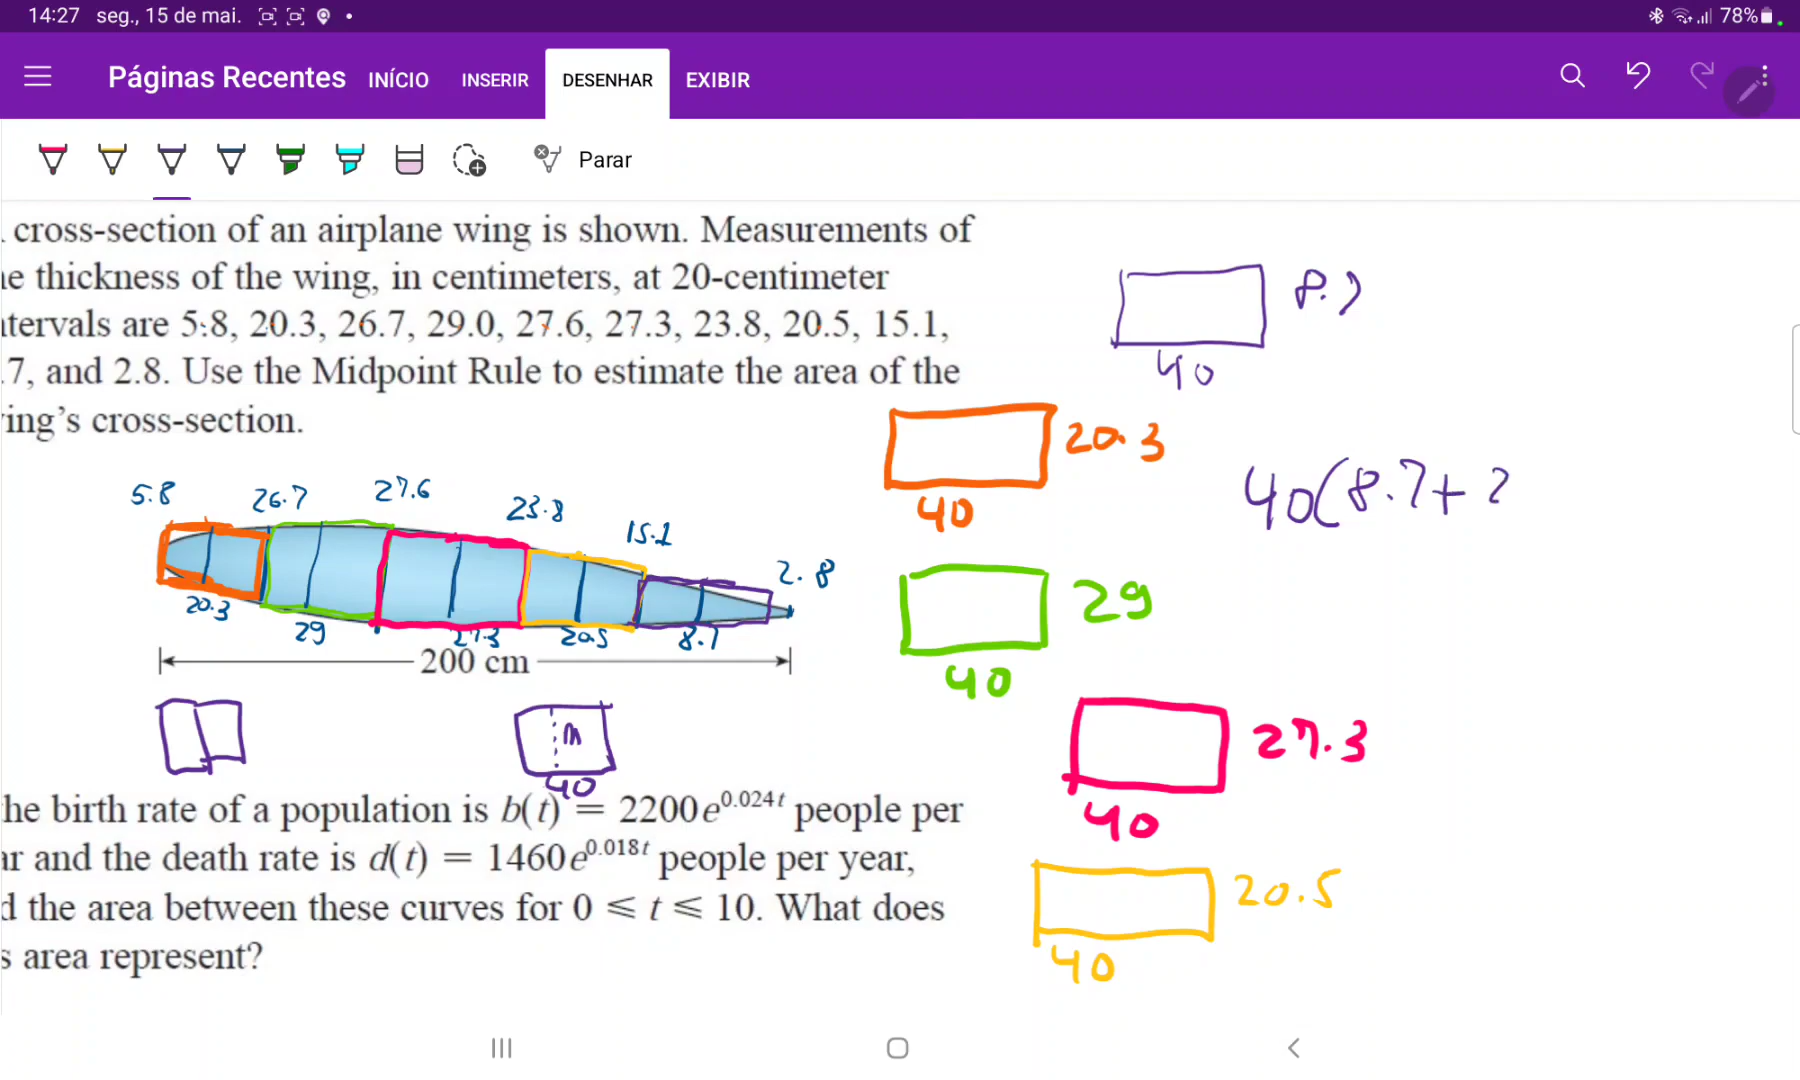 14:27 seg., 15 de mai.
78%
Páginas Recentes INÍCIO INSERIR DESENHAR EXIBIR
Parar
cross-section of an airplane wing is shown. Measurements of
e thickness of the wing, in centimeters, at 20-centimeter
tervals are 5.8, 20.3, 26.7, 29.0, 27.6, 27.3, 23.8, 20.5, 15.1,
.7, and 2.8. Use the Midpoint Rule to estimate the area of the
ing's cross-section.
5.8 26.7 27.6 23.8 15.1 2.8
20.3 29 27.3 20.5 8.7
200 cm
m
40
he birth rate of a population is b(t) = 2200e^0.024t people per
ar and the death rate is d(t) = 1460e^0.018t people per year,
d the area between these curves for 0 ⩽ t ⩽ 10. What does
s area represent?
8.7
40
20.3
40
40(8.7+2
29
40
27.3
40
20.5
40